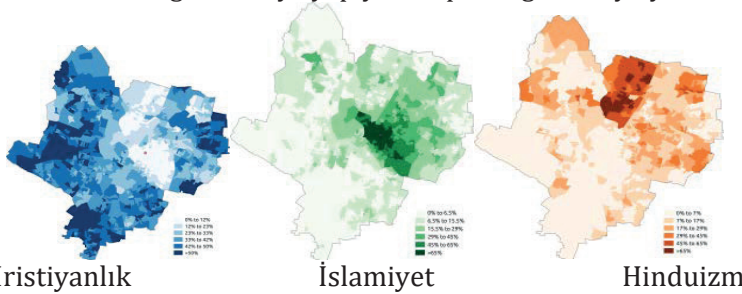 0% to 12%
12% to 23%
23% to 33%
33% to 42%
42% to 50%
>50%
0% to 6.5%
6.5% to 15.5%
15.5% to 29%
29% to 45%
45% to 65%
>65%
0% to 7%
7% to 17%
17% to 29%
29% to 45%
45% to 65%
>65%
ristiyanlık İslamiyet Hinduizm